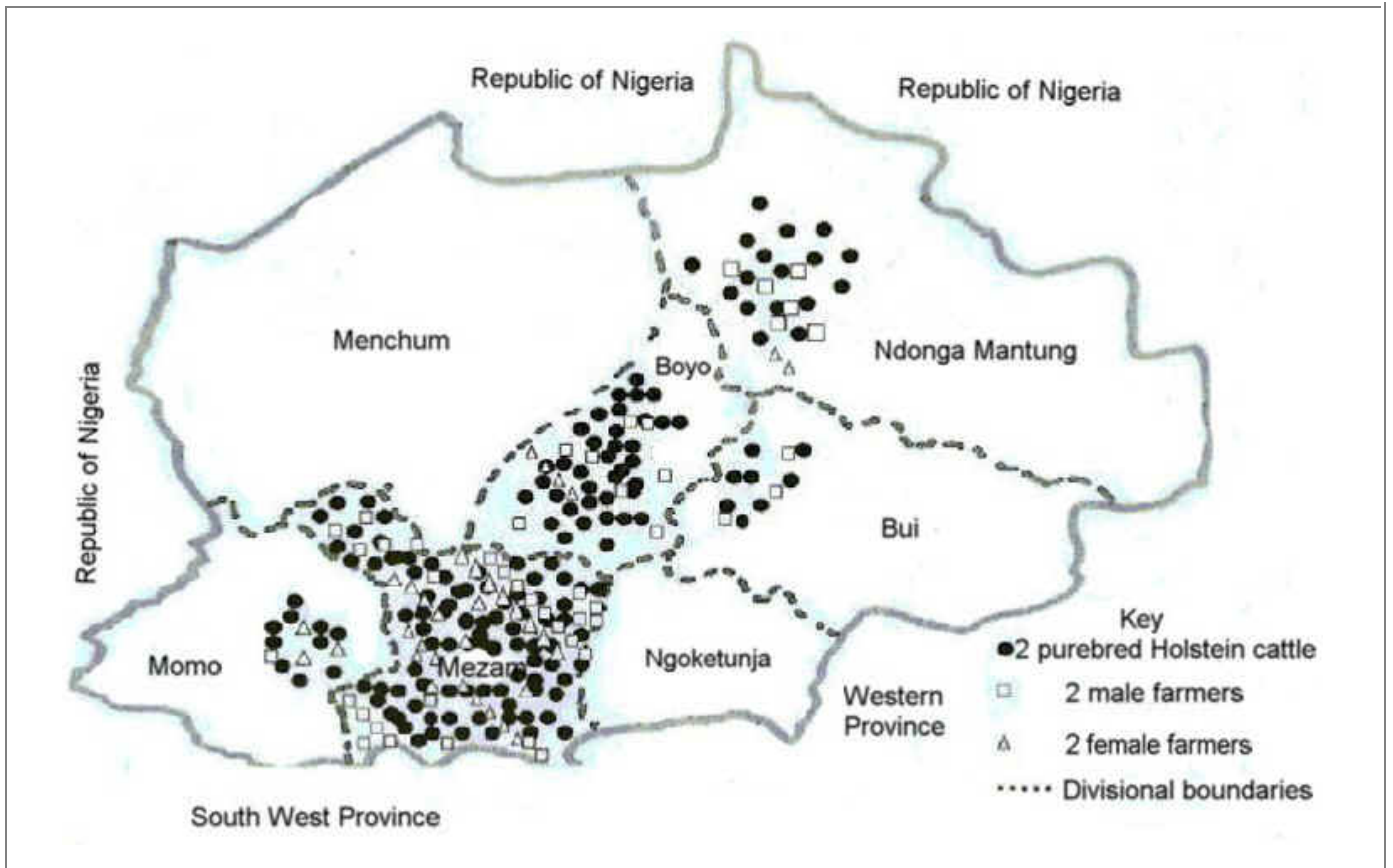 Republic of Nigeria
Republic of Nigeria
Menchum
Boyo
Ndonga Mantung
Republic of Nigeria
Bui
Key
2 purebred Holstein cattle
Momo
Mezam
Ngoketunja
Western
Province
2 male farmers
2 female farmers
Divisional boundaries
South West Province